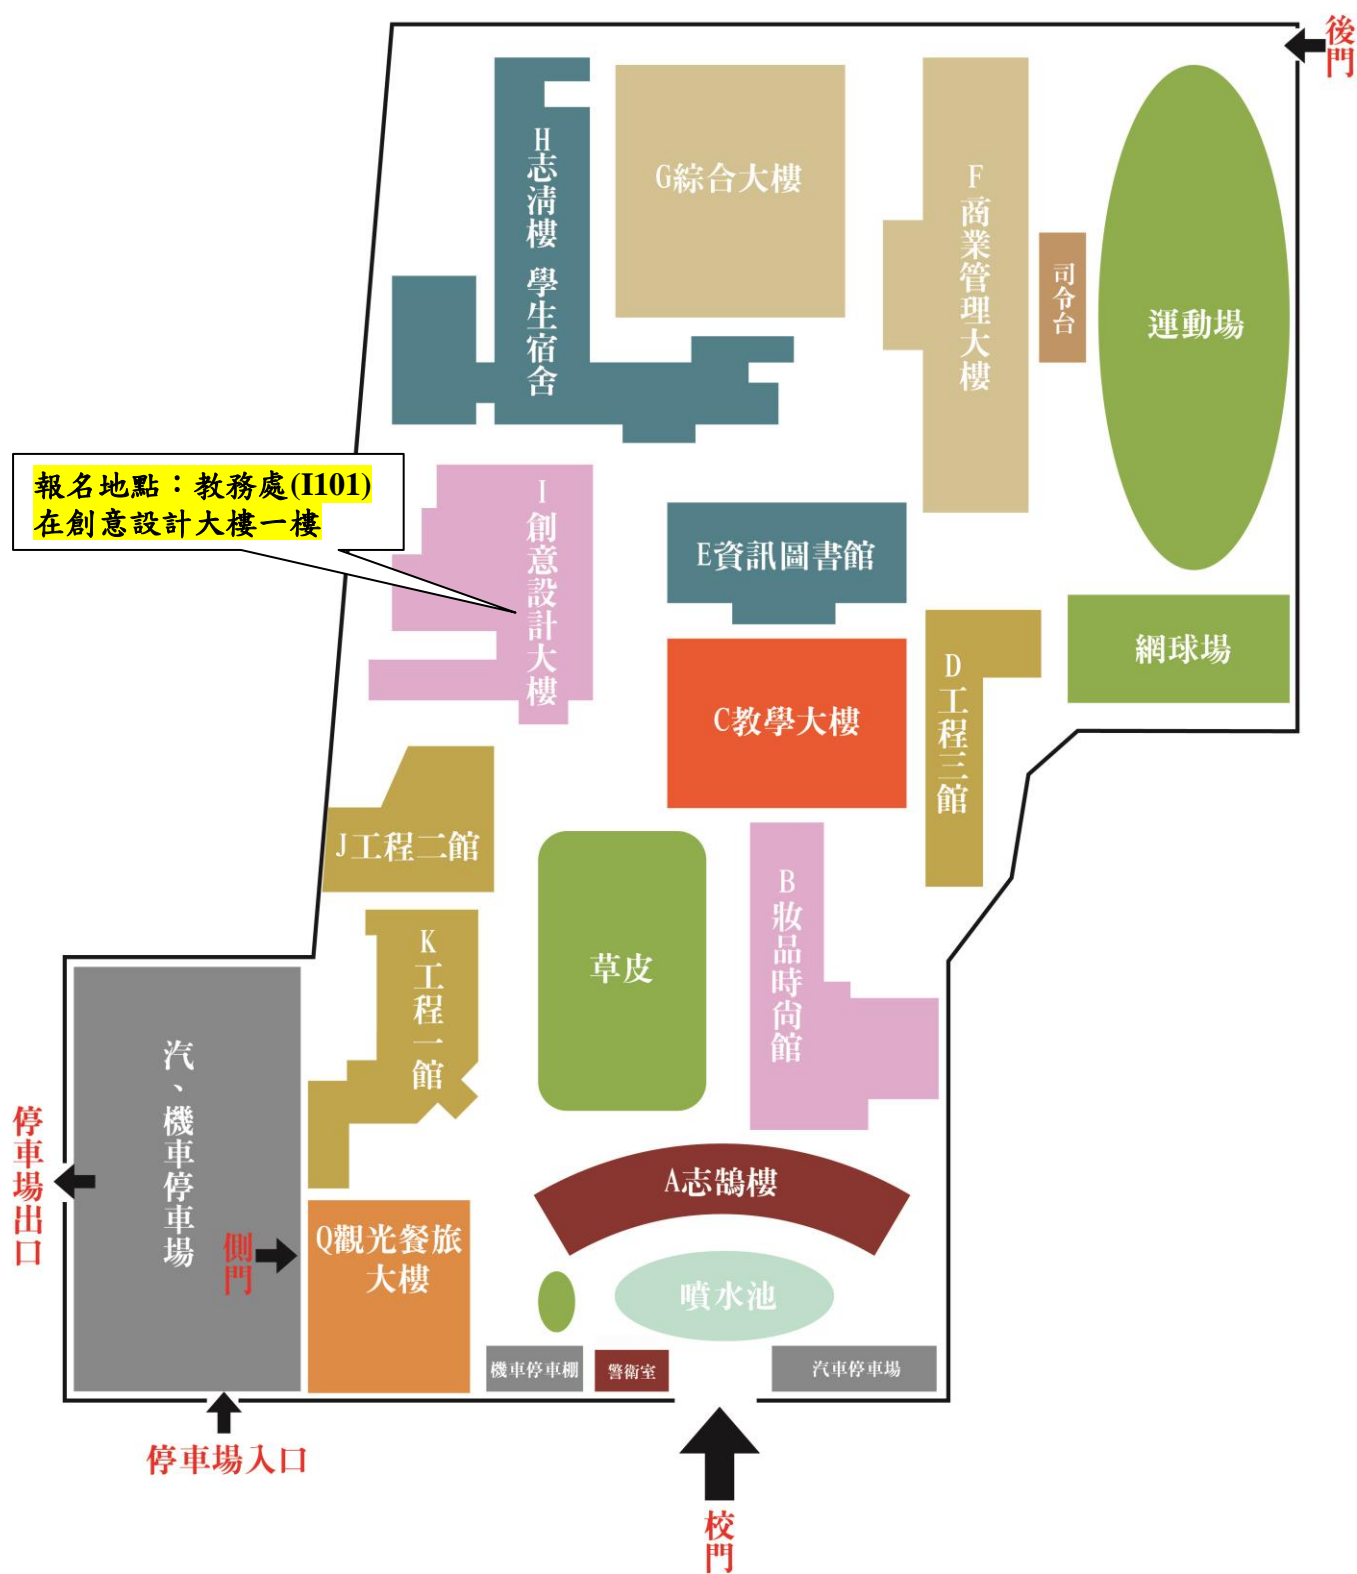 後門
H志清樓 學生宿舍
G綜合大樓
F商業管理大樓
司令台
運動場
報名地點：教務處(I101)
在創意設計大樓一樓
I創意設計大樓
E資訊圖書館
網球場
C教學大樓
D工程三館
J工程二館
草皮
B妝品時尚館
K工程一館
汽、機車停車場
停車場出口
側門
Q觀光餐旅
大樓
A志鵠樓
噴水池
機車停車棚
警衛室
汽車停車場
停車場入口
校門